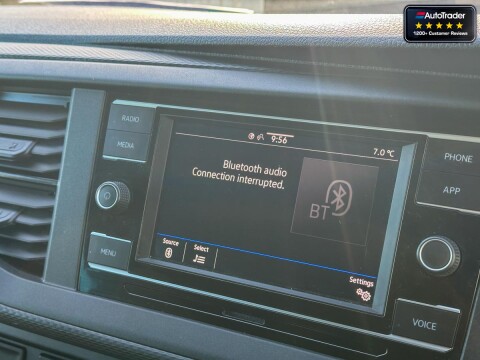 AutoTrader
1200+ Customer Reviews
RADIO
MEDIA
MENU
9:56
7.0 °C
Bluetooth audio
Connection interrupted.
BT
Source
Select
Settings
PHONE
APP
VOICE